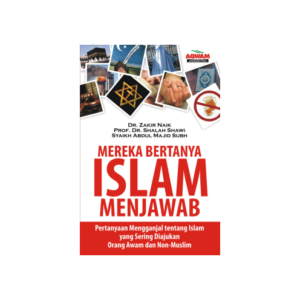 AQWAM
DR. ZAKIR NAIK
PROF. DR. SHALAH SHAWI
SYAIKH ABDUL MAJID SUBH
MEREKA BERTANYA
ISLAM
MENJAWAB
Pertanyaan Mengganjal tentang Islam
yang Sering Diajukan
Orang Awam dan Non-Muslim